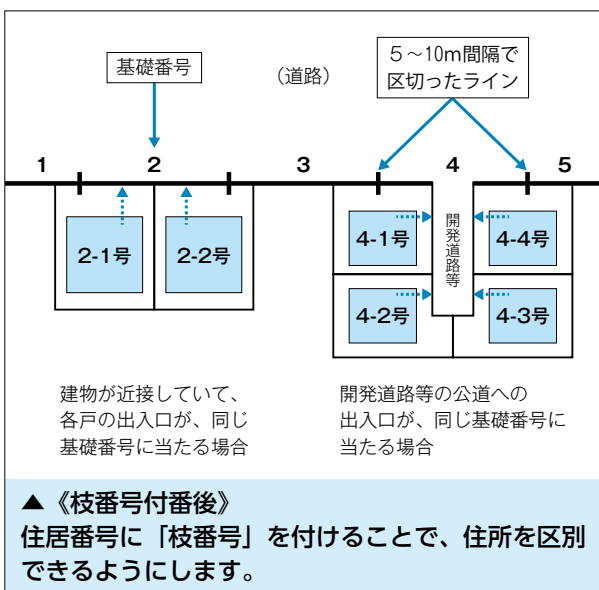 基礎番号
（道路）
5～10m間隔で
区切ったライン
1 2 3 4 5
2-1号
2-2号
4-1号
開発道路等
4-4号
4-2号
4-3号
建物が近接していて、
各戸の出入口が、同じ
基礎番号に当たる場合
開発道路等の公道への
出入口が、同じ基礎番号に
当たる場合
▲《枝番号付番後》
住居番号に「枝番号」を付けることで、住所を区別
できるようにします。